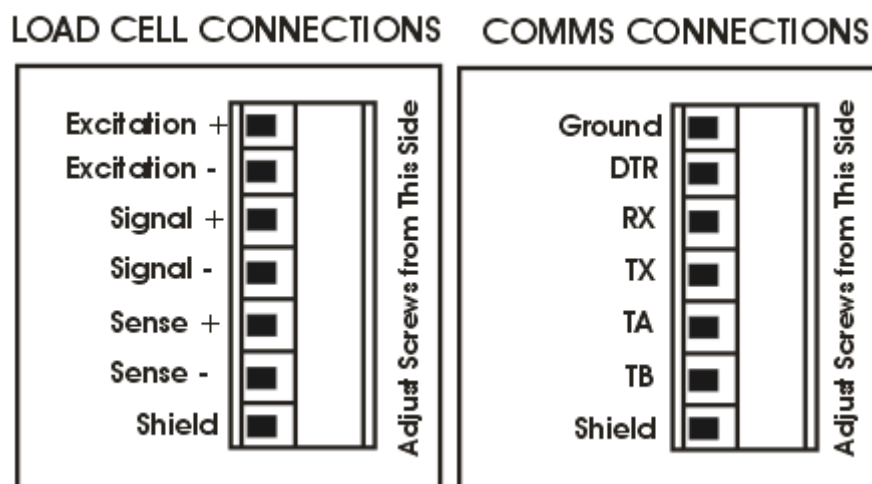 LOAD CELL CONNECTIONS
Excitation +
Excitation -
Signal +
Signal -
Sense +
Sense -
Shield
Adjust Screws from This Side
COMMS CONNECTIONS
Ground
DTR
RX
TX
TA
TB
Shield
Adjust Screws from This Side